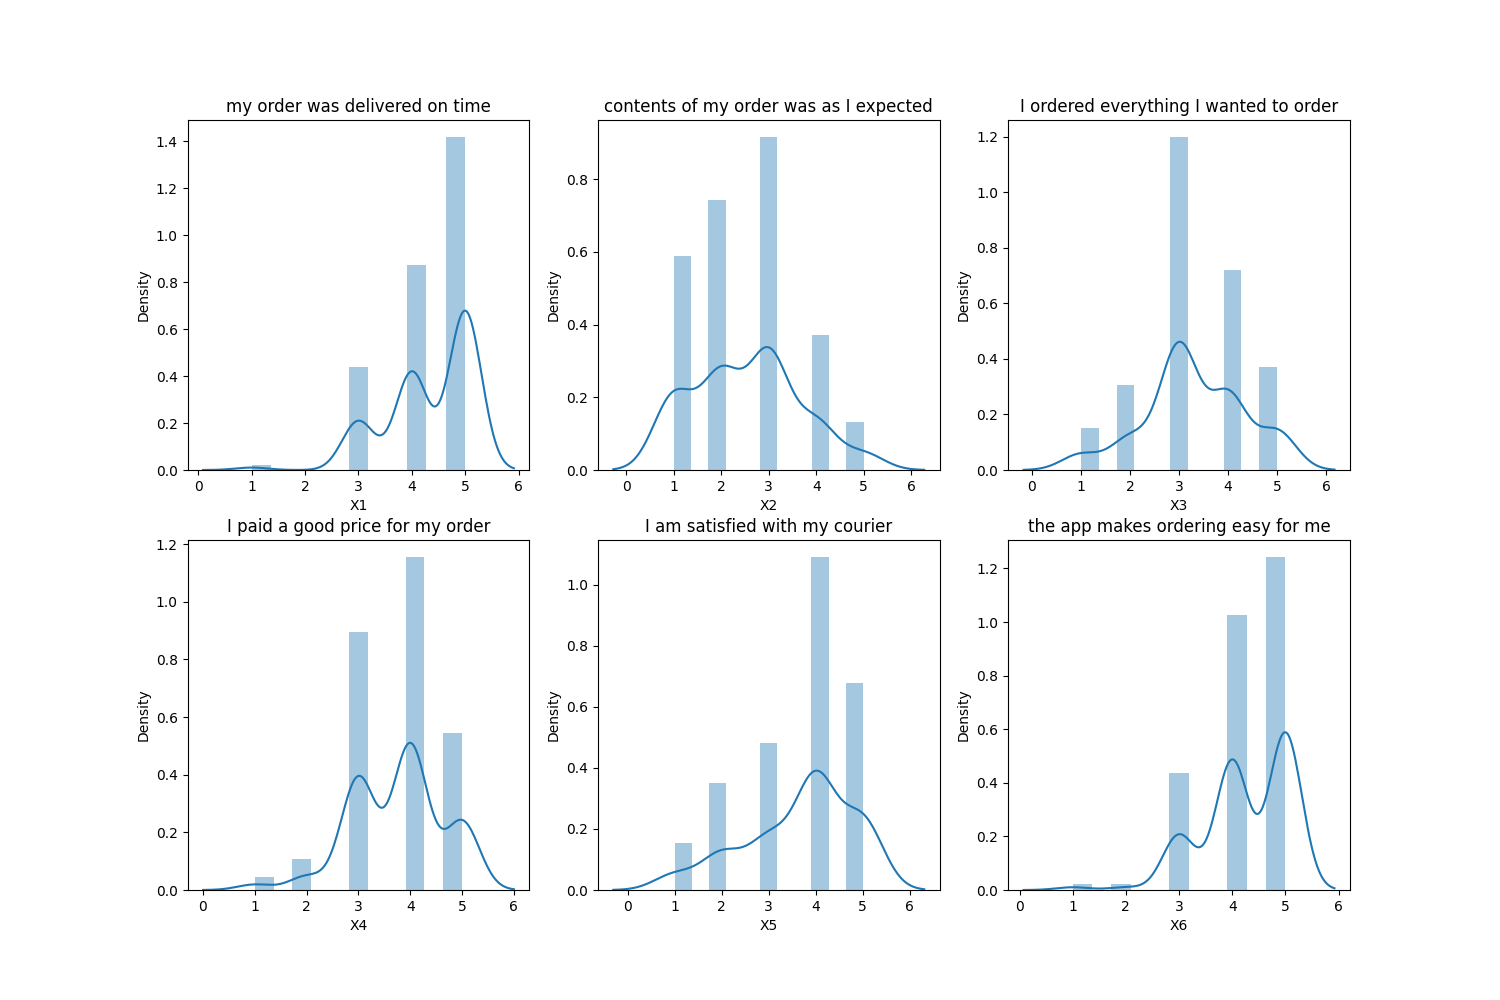 my order was delivered on time
1.4
1.2
1.0
0.8
0.6
0.4
0.2
0.0
Density
0 1 2 3 4 5 6
X1
contents of my order was as I expected
0.8
0.6
0.4
0.2
0.0
Density
0 1 2 3 4 5 6
X2
I ordered everything I wanted to order
1.2
1.0
0.8
0.6
0.4
0.2
0.0
Density
0 1 2 3 4 5 6
X3
I paid a good price for my order
1.2
1.0
0.8
0.6
0.4
0.2
0.0
Density
0 1 2 3 4 5 6
X4
I am satisfied with my courier
1.0
0.8
0.6
0.4
0.2
0.0
Density
0 1 2 3 4 5 6
X5
the app makes ordering easy for me
1.2
1.0
0.8
0.6
0.4
0.2
0.0
Density
0 1 2 3 4 5 6
X6